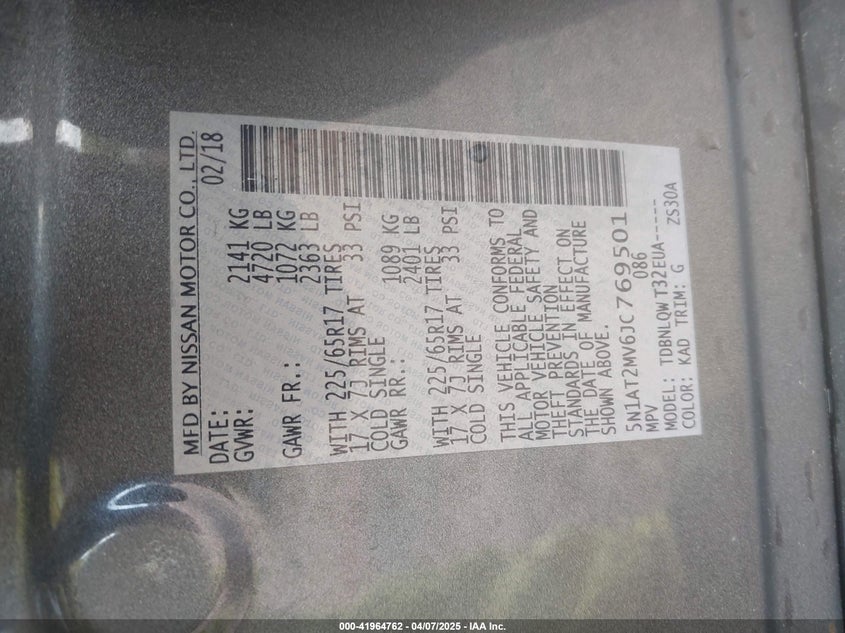 MFD BY NISSAN MOTOR CO., LTD.
DATE: 02/18
GVWR: 2141 KG
4720 LB
GAWR FR.: 1072 KG
2363 LB
WITH 225/65R17 TIRES
17 X 7J RIMS AT 33 PSI
COLD SINGLE
GAWR RR.: 1089 KG
2401 LB
WITH 225/65R17 TIRES
17 X 7J RIMS AT 33 PSI
COLD SINGLE
THIS VEHICLE CONFORMS TO
ALL APPLICABLE FEDERAL
MOTOR VEHICLE SAFETY AND
THEFT PREVENTION
STANDARDS IN EFFECT ON
THE DATE OF MANUFACTURE
SHOWN ABOVE.
5N1AT2MV6JC769501
MPV 086
MODEL: TDBNLQWT32EUA-----
COLOR: KAD TRIM: G ZS30A
000-41964762 - 04/07/2025 - IAA Inc.